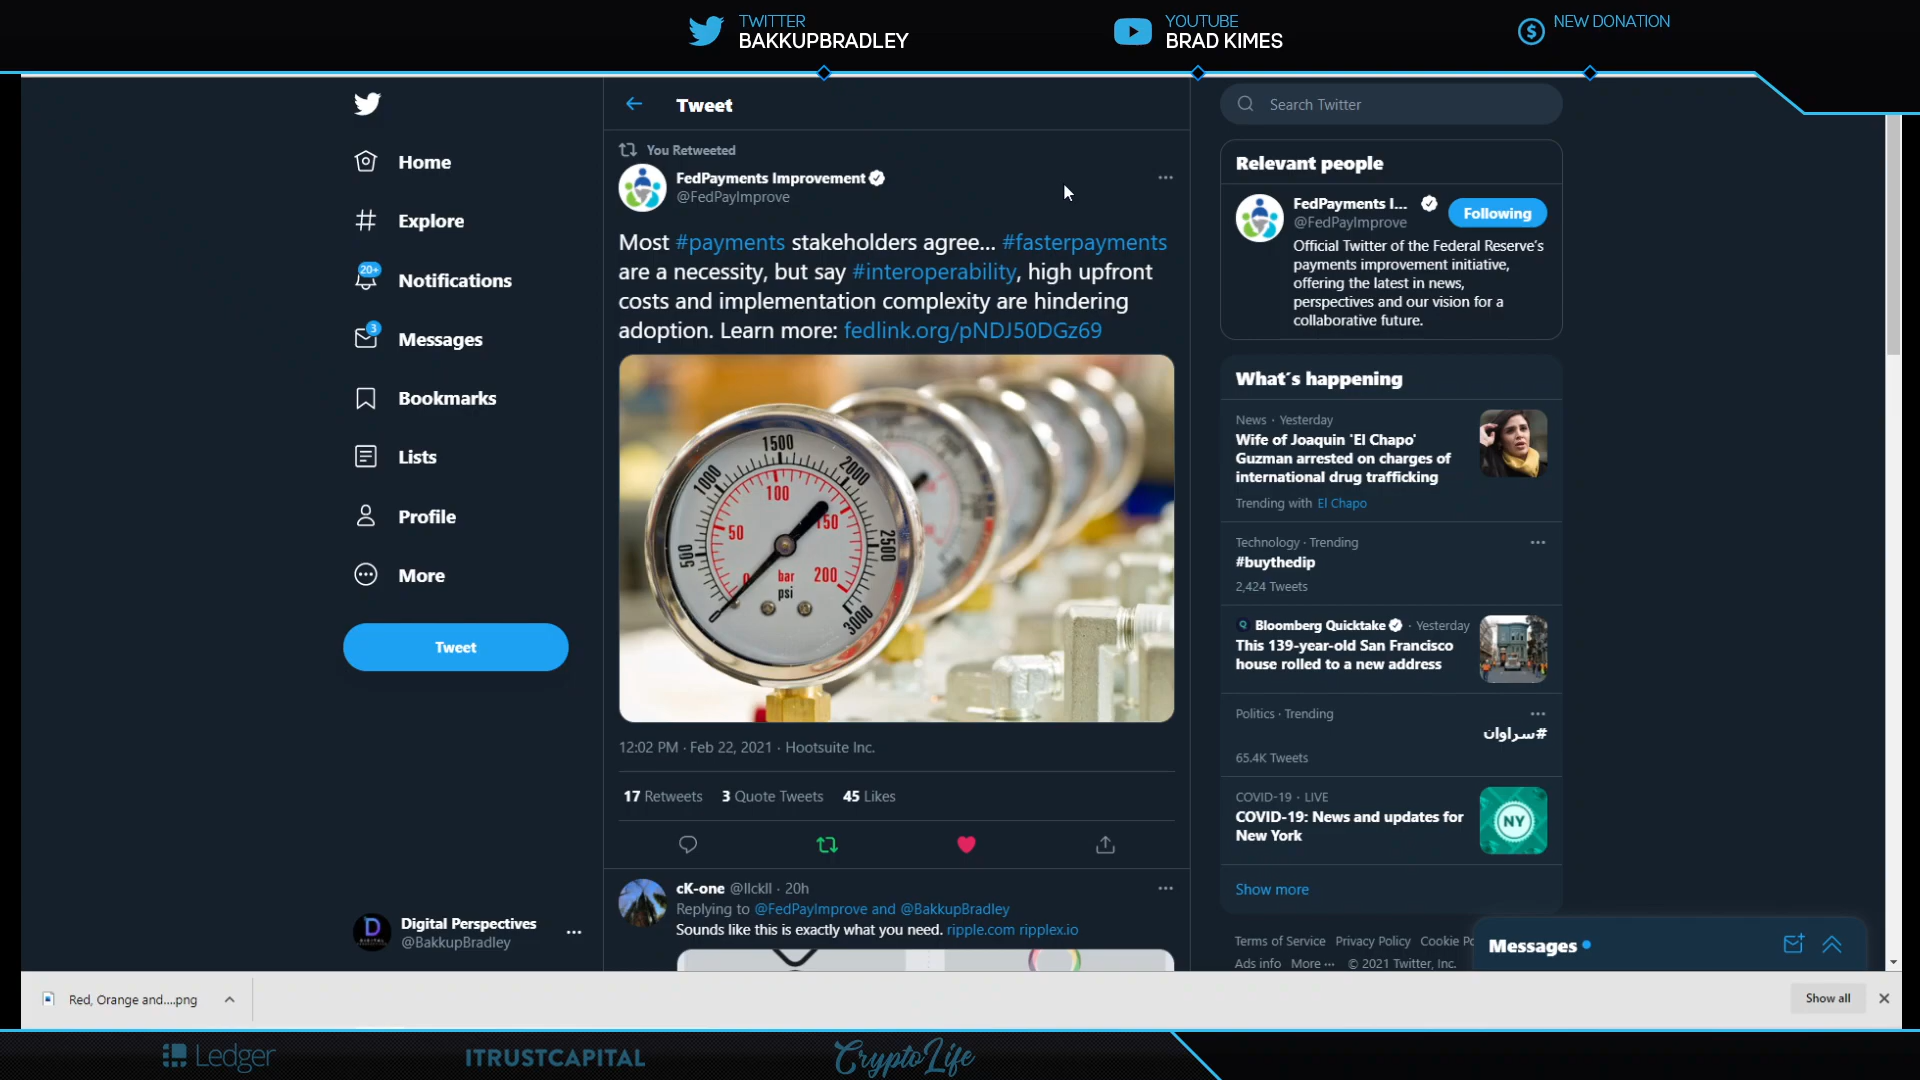 TWITTER
BAKKUPBRADLEY
YOUTUBE
BRAD KIMES
NEW DONATION
Tweet
Search Twitter
Home
Explore
20+
Notifications
3
Messages
Bookmarks
Lists
Profile
More
Tweet
Digital Perspectives
@BakkupBradley
You Retweeted
FedPayments Improvement
@FedPayImprove
Most #payments stakeholders agree... #fasterpayments
are a necessity, but say #interoperability, high upfront
costs and implementation complexity are hindering
adoption. Learn more: fedlink.org/pNDJ50DGz69
0
500
1000
1500
2000
2500
3000
0
50
100
150
200
bar
psi
12:02 PM · Feb 22, 2021 · Hootsuite Inc.
17 Retweets 3 Quote Tweets 45 Likes
cK-one @llckll · 20h
Replying to @FedPayImprove and @BakkupBradley
Sounds like this is exactly what you need. ripple.com ripplex.io
Relevant people
FedPayments I...
@FedPayImprove
Following
Official Twitter of the Federal Reserve's
payments improvement initiative,
offering the latest in news,
perspectives and our vision for a
collaborative future.
What's happening
News · Yesterday
Wife of Joaquin 'El Chapo'
Guzman arrested on charges of
international drug trafficking
Trending with El Chapo
Technology · Trending
#buythedip
2,424 Tweets
Bloomberg Quicktake · Yesterday
This 139-year-old San Francisco
house rolled to a new address
Politics · Trending
#سراوان
65.4K Tweets
COVID-19 · LIVE
COVID-19: News and updates for
New York
NY
Show more
Terms of Service Privacy Policy Cookie Po
Ads info More ··· © 2021 Twitter, Inc.
Messages
Red, Orange and....png
Show all
Ledger
ITRUSTCAPITAL
CryptoLife